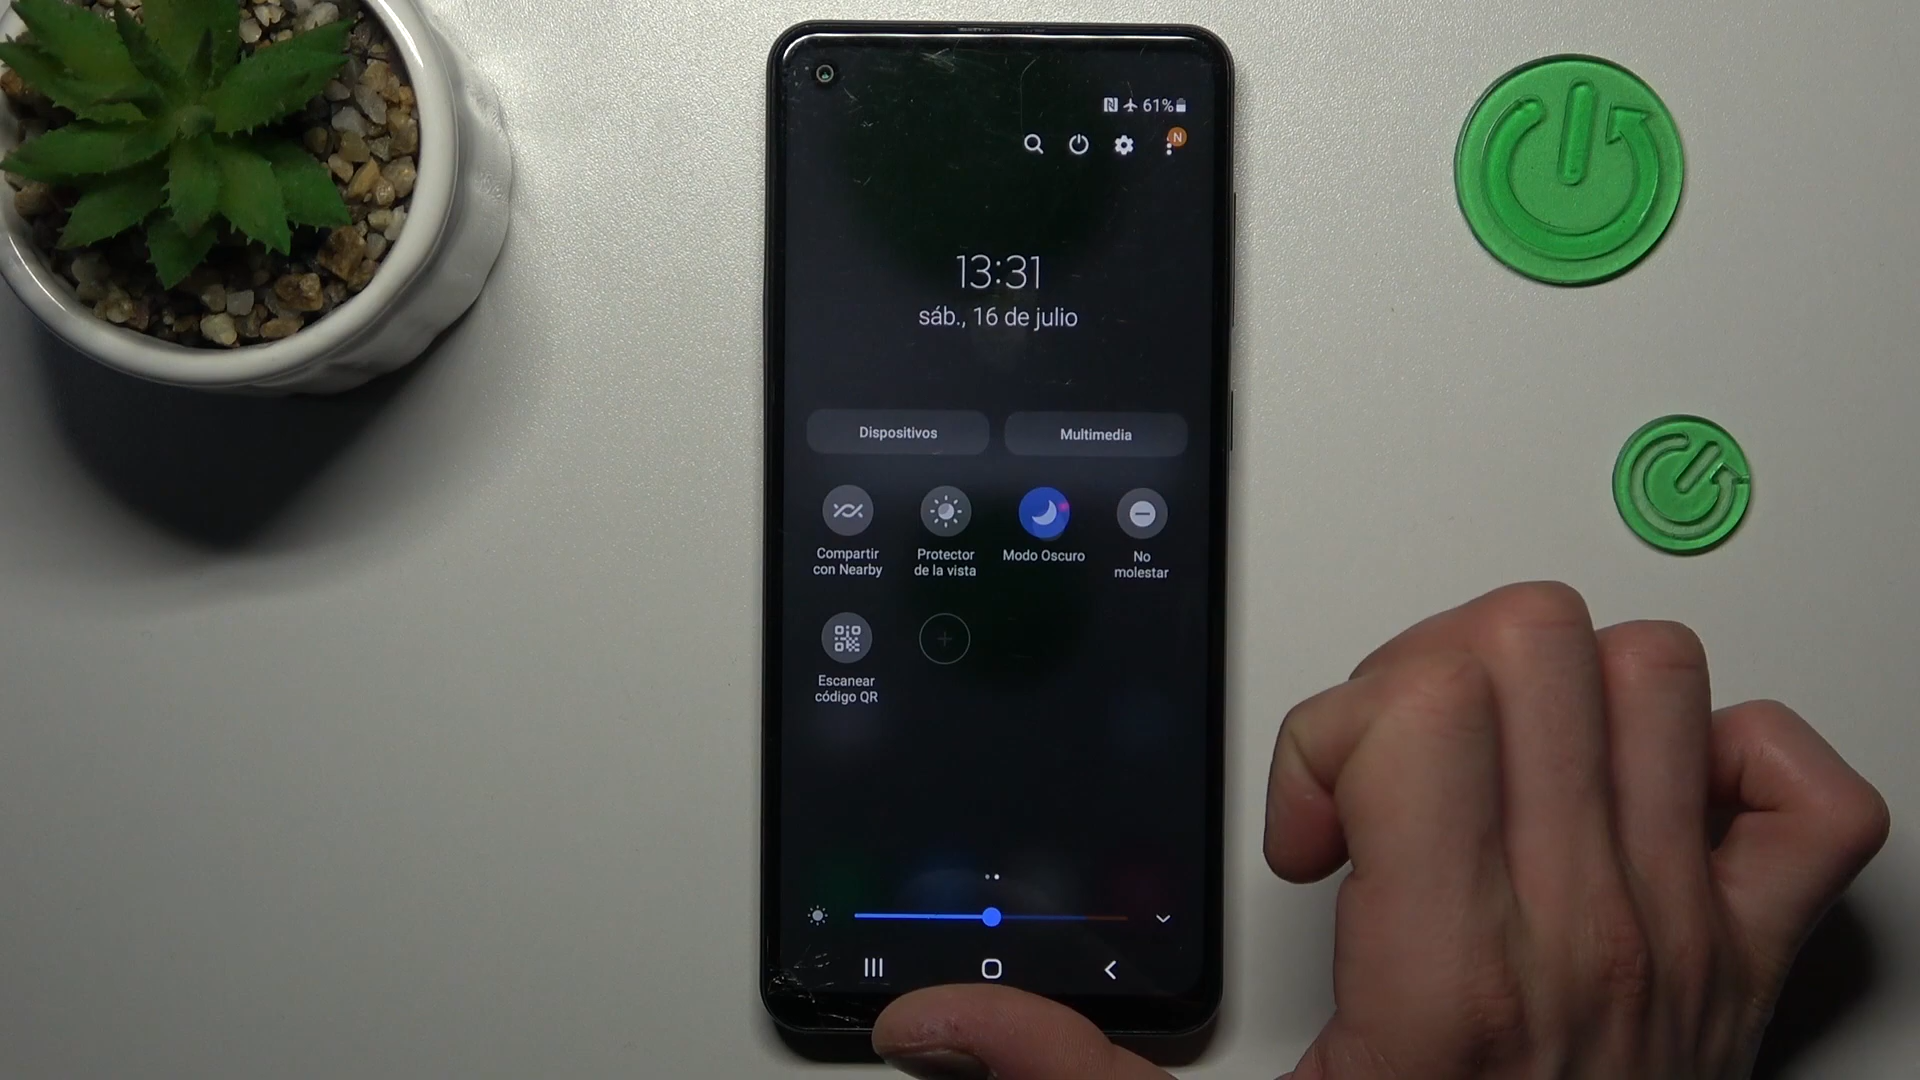 61%
N
13:31
sáb., 16 de julio
Dispositivos
Multimedia
Compartir
con Nearby
Protector
de la vista
Modo Oscuro
No
molestar
Escanear
código QR